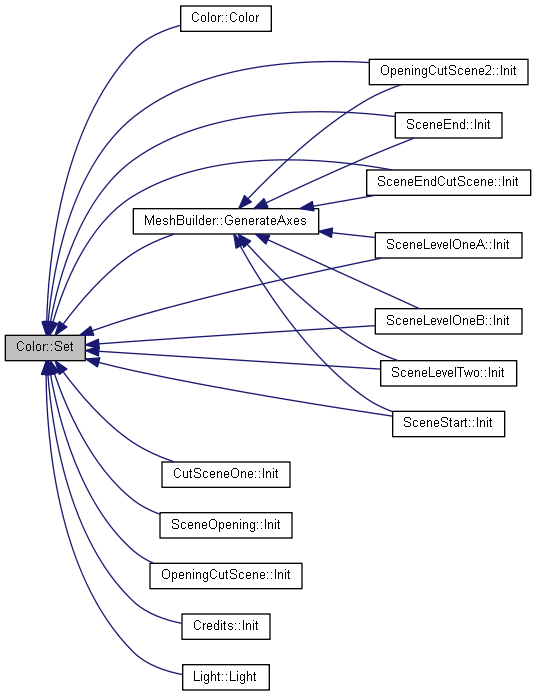 Color::Color
OpeningCutScene2::Init
SceneEnd::Init
SceneEndCutScene::Init
MeshBuilder::GenerateAxes
SceneLevelOneA::Init
SceneLevelOneB::Init
Color::Set
SceneLevelTwo::Init
SceneStart::Init
CutSceneOne::Init
SceneOpening::Init
OpeningCutScene::Init
Credits::Init
Light::Light